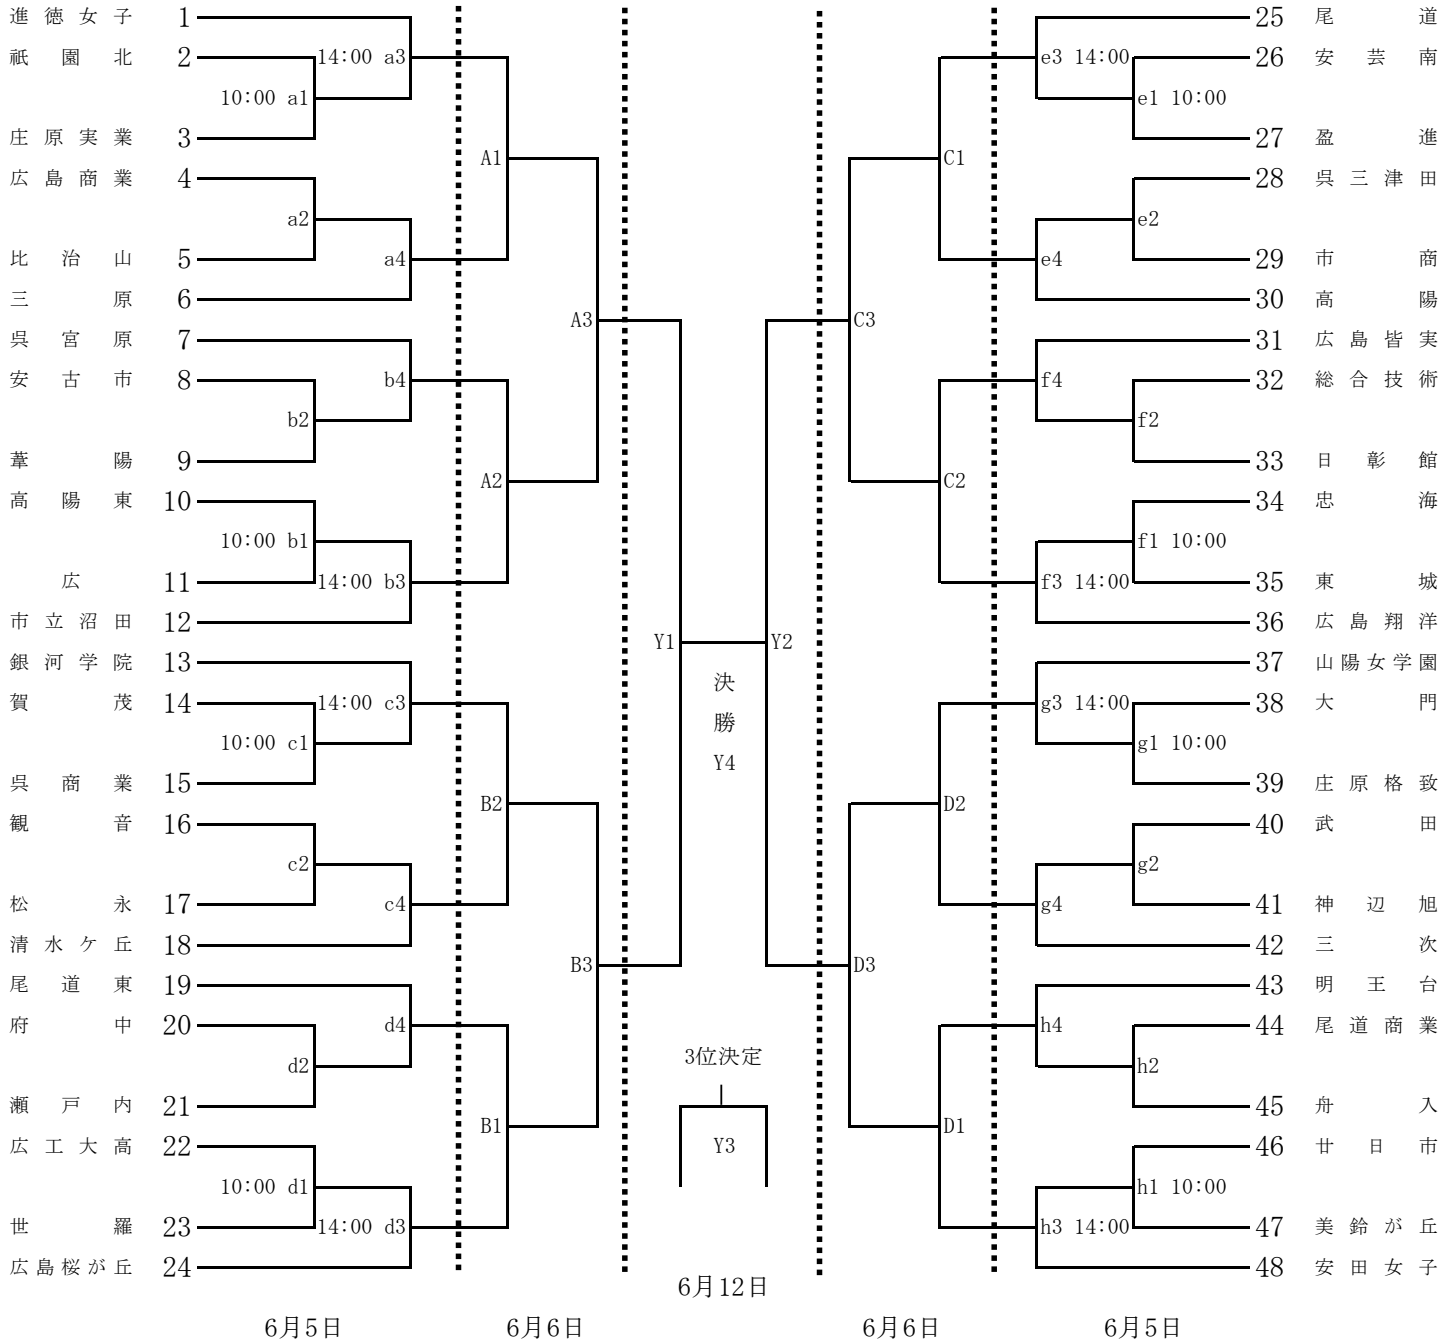 進徳女子 1
14:00 a3
祇園北 2
10:00 a1
庄原実業 3
A1
広島商業 4
a2
比治山 5
a4
三原 6
A3
呉宮原 7
安古市 8
b4
b2
葦陽 9
A2
高陽東 10
10:00 b1
広 11
14:00 b3
市立沼田 12
Y1
銀河学院 13
賀茂 14
14:00 c3
10:00 c1
呉商業 15
B2
観音 16
c2
松永 17
c4
清水ケ丘 18
B3
尾道東 19
府中 20
d4
d2
瀬戸内 21
B1
広工大高 22
10:00 d1
世羅 23
14:00 d3
広島桜が丘 24
決
勝
Y4
3位決定
Y3
25 尾道
e3 14:00
26 安芸南
e1 10:00
27 盈進
C1
28 呉三津田
e2
29 市商
e4
30 高陽
C3
31 広島皆実
f4
32 総合技術
f2
33 日彰館
C2
34 忠海
f1 10:00
35 東城
f3 14:00
36 広島翔洋
Y2
37 山陽女学園
g3 14:00
38 大門
g1 10:00
39 庄原格致
D2
40 武田
g2
41 神辺旭
g4
42 三次
D3
43 明王台
h4
44 尾道商業
h2
45 舟入
D1
46 廿日市
h1 10:00
47 美鈴が丘
h3 14:00
48 安田女子
6月12日
6月5日 6月6日 6月6日 6月5日